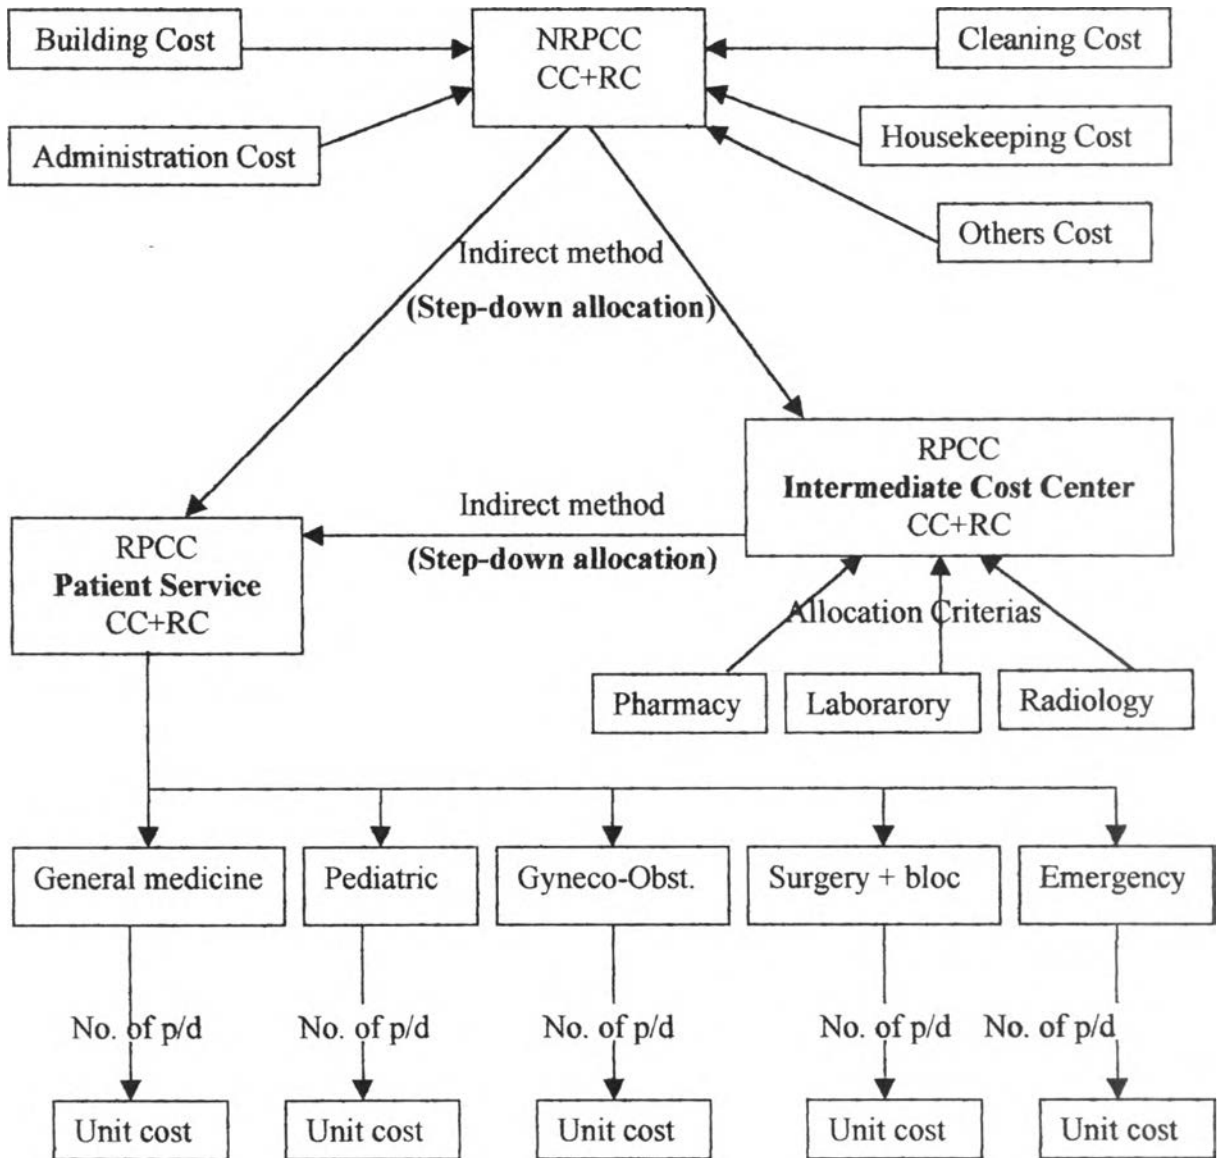 Building Cost
NRPCC
CC+RC
Cleaning Cost
Administration Cost
Housekeeping Cost
Others Cost
Indirect method
(Step-down allocation)
RPCC
Intermediate Cost Center
CC+RC
Indirect method
(Step-down allocation)
RPCC
Patient Service
CC+RC
Allocation Criterias
Pharmacy
Laborarory
Radiology
General medicine
Pediatric
Gyneco-Obst.
Surgery + bloc
Emergency
No. of p/d
No. of p/d
No. of p/d
No. of p/d
No. of p/d
Unit cost
Unit cost
Unit cost
Unit cost
Unit cost